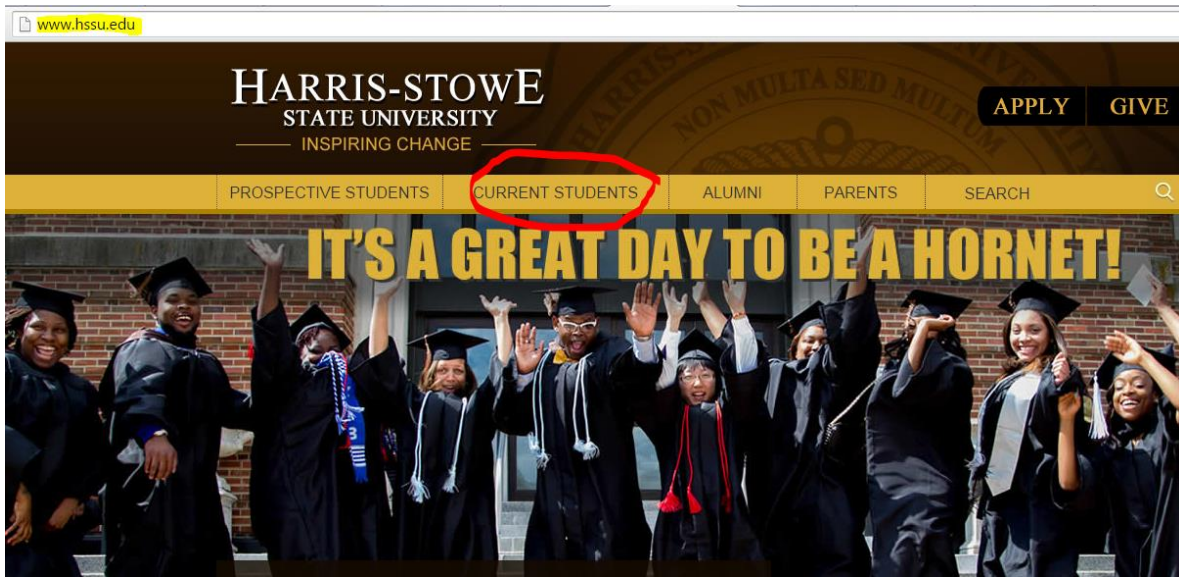 www.hssu.edu
HARRIS-STOWE
STATE UNIVERSITY
INSPIRING CHANGE
NON MULTA SED MULTUM
APPLY GIVE
PROSPECTIVE STUDENTS CURRENT STUDENTS ALUMNI PARENTS SEARCH
IT'S A GREAT DAY TO BE A HORNET!